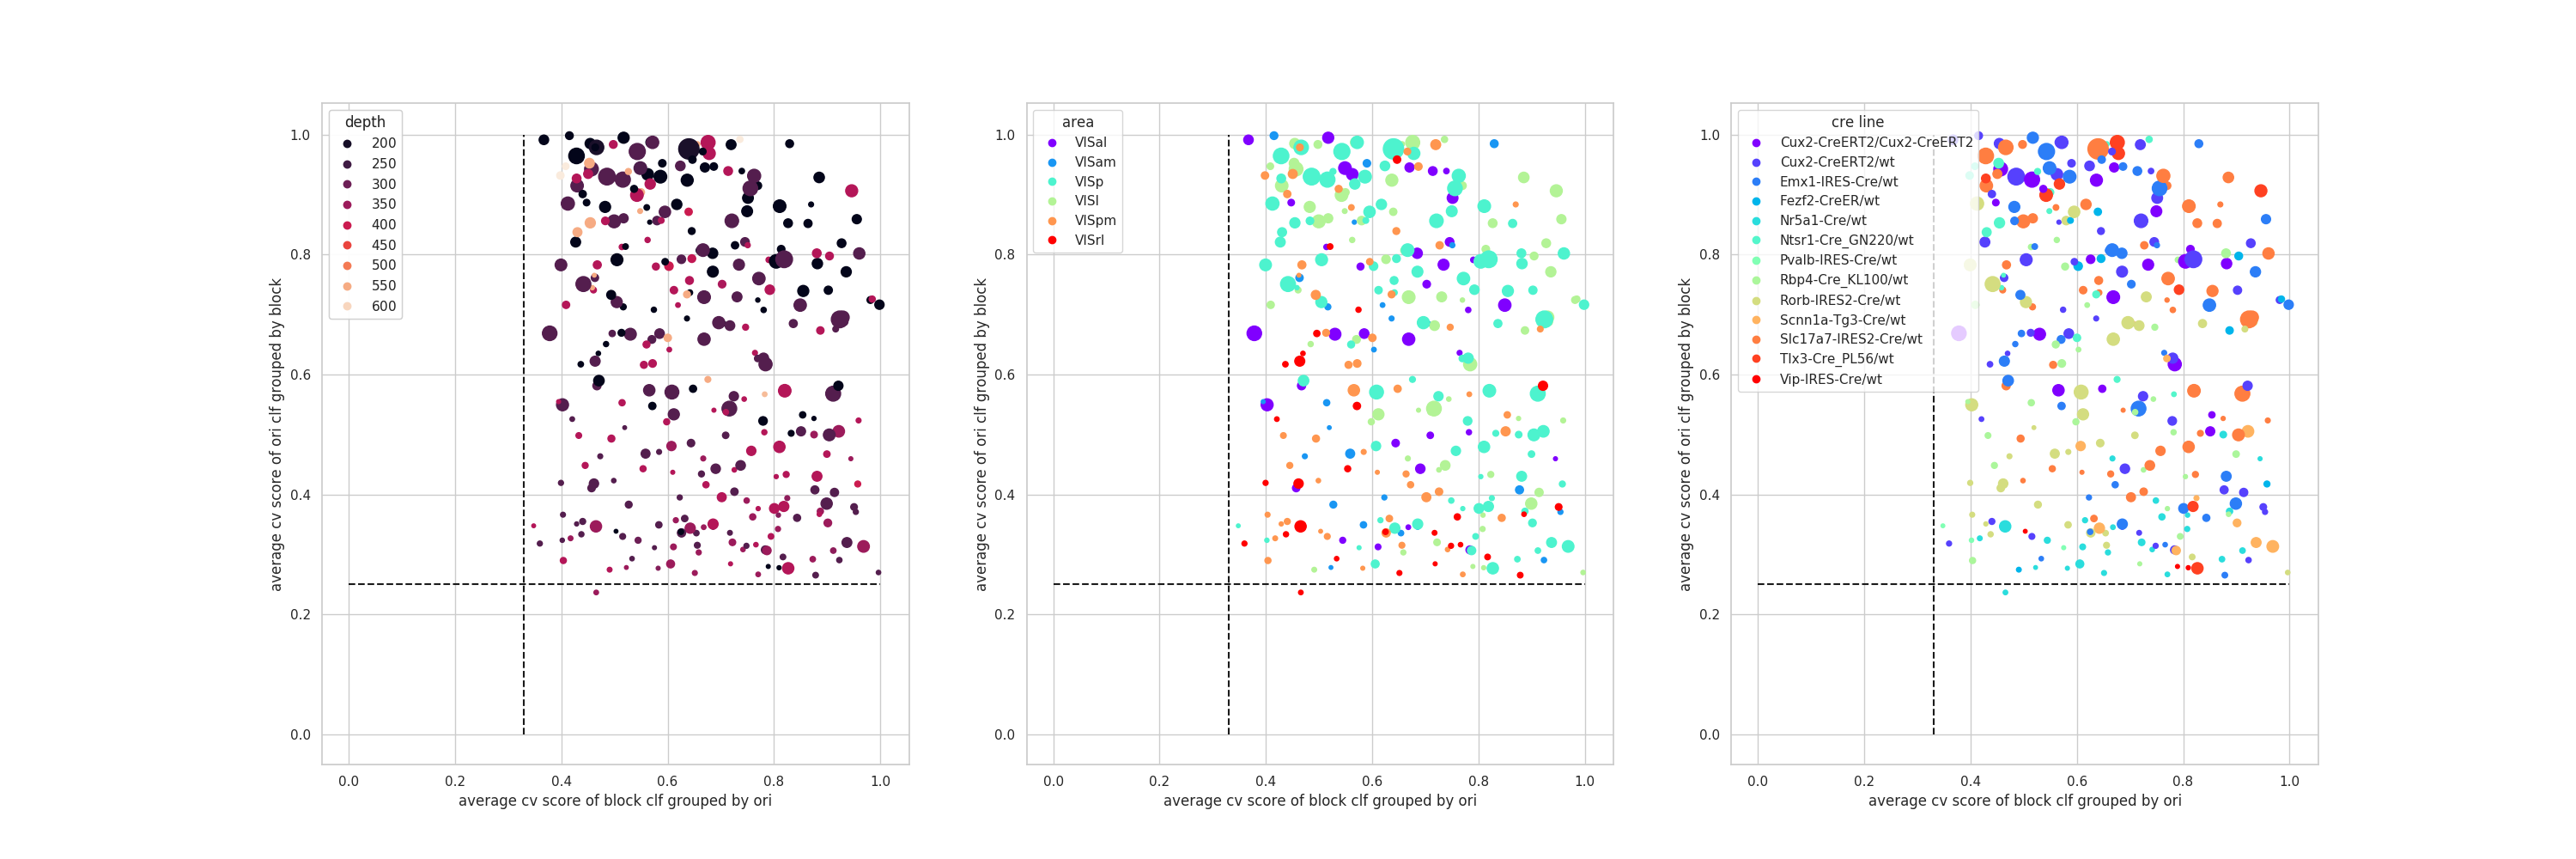 depth
200
250
300
350
400
450
500
550
600
1.0
0.8
0.6
0.4
0.2
0.0
average cv score of ori clf grouped by block
0.0 0.2 0.4 0.6 0.8 1.0
average cv score of block clf grouped by ori
area
VISal
VISam
VISp
VISl
VISpm
VISrl
1.0
0.8
0.6
0.4
0.2
0.0
average cv score of ori clf grouped by block
0.0 0.2 0.4 0.6 0.8 1.0
average cv score of block clf grouped by ori
cre line
Cux2-CreERT2/Cux2-CreERT2
Cux2-CreERT2/wt
Emx1-IRES-Cre/wt
Fezf2-CreER/wt
Nr5a1-Cre/wt
Ntsr1-Cre_GN220/wt
Pvalb-IRES-Cre/wt
Rbp4-Cre_KL100/wt
Rorb-IRES2-Cre/wt
Scnn1a-Tg3-Cre/wt
Slc17a7-IRES2-Cre/wt
Tlx3-Cre_PL56/wt
Vip-IRES-Cre/wt
1.0
0.8
0.6
0.4
0.2
0.0
average cv score of ori clf grouped by block
0.0 0.2 0.4 0.6 0.8 1.0
average cv score of block clf grouped by ori